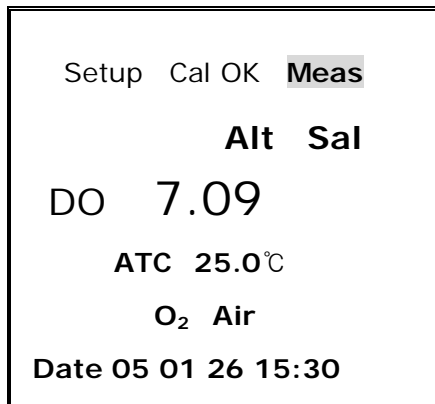 Setup Cal OK Meas
Alt Sal
DO 7.09
ATC 25.0℃
O₂ Air
Date 05 01 26 15:30